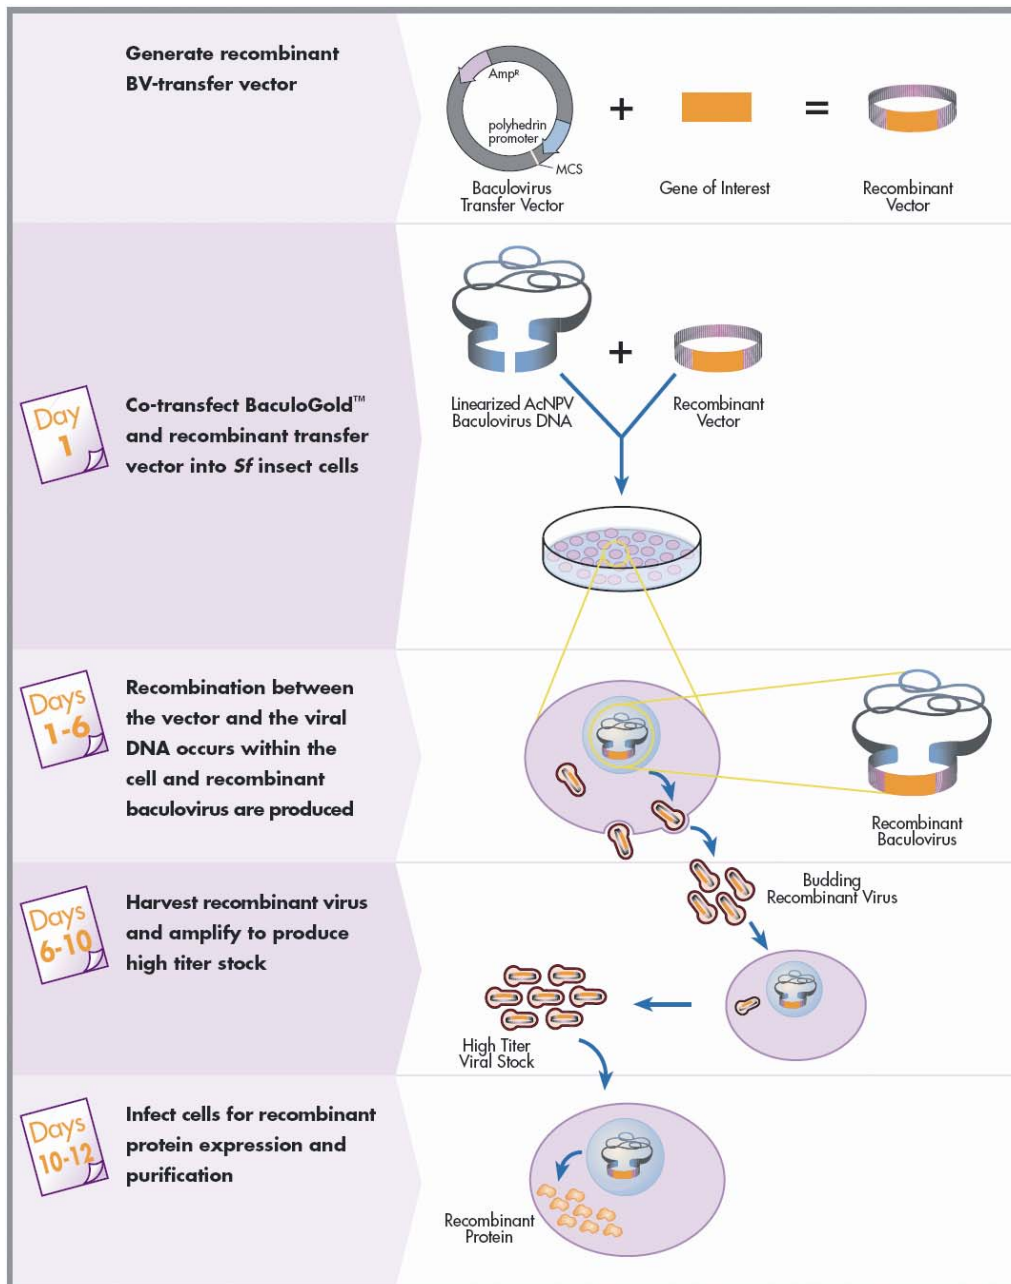 Generate recombinant
BV-transfer vector
AmpR
polyhedrin
promoter
MCS
Baculovirus
Transfer Vector
+
Gene of Interest
=
Recombinant
Vector
Day
1
Co-transfect BaculoGold™
and recombinant transfer
vector into Sf insect cells
+
Linearized AcNPV
Baculovirus DNA
Recombinant
Vector
Days
1-6
Recombination between
the vector and the viral
DNA occurs within the
cell and recombinant
baculovirus are produced
Recombinant
Baculovirus
Days
6-10
Harvest recombinant virus
and amplify to produce
high titer stock
Budding
Recombinant Virus
High Titer
Viral Stock
Days
10-12
Infect cells for recombinant
protein expression and
purification
Recombinant
Protein